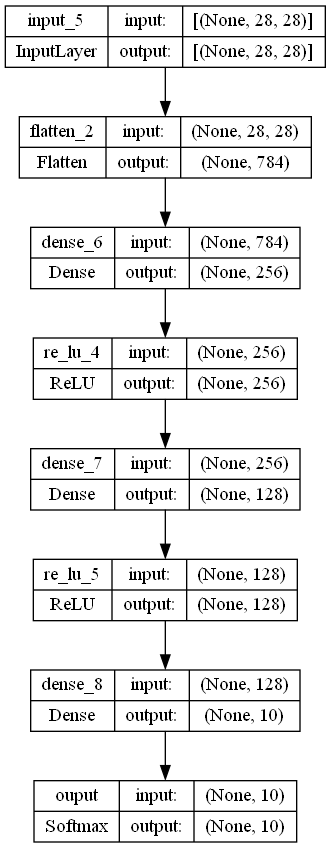 input_5 input: [(None, 28, 28)]
InputLayer output: [(None, 28, 28)]
flatten_2 input: (None, 28, 28)
Flatten output: (None, 784)
dense_6 input: (None, 784)
Dense output: (None, 256)
re_lu_4 input: (None, 256)
ReLU output: (None, 256)
dense_7 input: (None, 256)
Dense output: (None, 128)
re_lu_5 input: (None, 128)
ReLU output: (None, 128)
dense_8 input: (None, 128)
Dense output: (None, 10)
ouput input: (None, 10)
Softmax output: (None, 10)